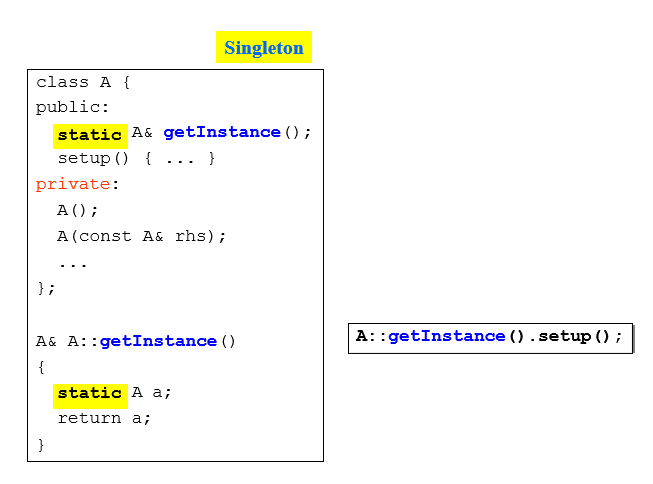 Singleton
class A {
public:
  static A& getInstance();
  setup() { ... }
private:
  A();
  A(const A& rhs);
  ...
};
A& A::getInstance()
{
  static A a;
  return a;
}
A::getInstance().setup();